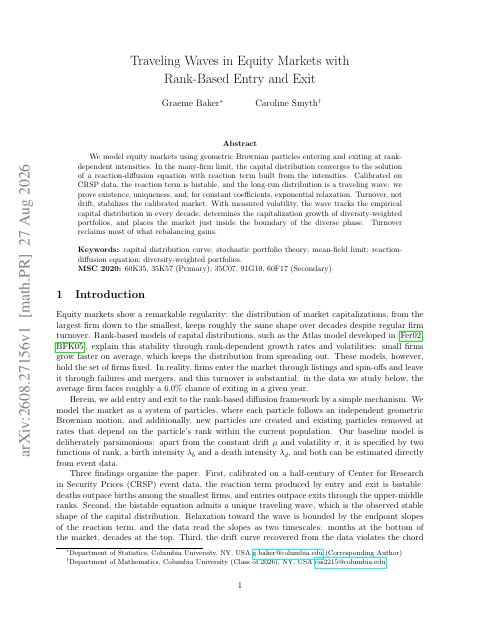 Traveling Waves in Equity Markets with
Rank-Based Entry and Exit
Graeme Baker* Caroline Smyth†
Abstract
We model equity markets using geometric Brownian particles entering and exiting at rank-
dependent intensities. In the many-firm limit, the capital distribution converges to the solution
of a reaction-diffusion equation with reaction term built from the intensities. Calibrated on
CRSP data, the reaction term is bistable, and the long-run distribution is a traveling wave: we
prove existence, uniqueness, and, for constant coefficients, exponential relaxation. Turnover, not
drift, stabilizes the calibrated market. With measured volatility, the wave tracks the empirical
capital distribution in every decade, determines the capitalization growth of diversity-weighted
portfolios, and places the market just inside the boundary of the diverse phase. Turnover
reclaims most of what rebalancing gains.
Keywords: capital distribution curve; stochastic portfolio theory; mean-field limit; reaction-
diffusion equation; diversity-weighted portfolios.
MSC 2020: 60K35, 35K57 (Primary); 35C07, 91G10, 60F17 (Secondary).
1 Introduction
Equity markets show a remarkable regularity: the distribution of market capitalizations, from the
largest firm down to the smallest, keeps roughly the same shape over decades despite regular firm
turnover. Rank-based models of capital distributions, such as the Atlas model developed in [Fer02,
BFK05], explain this stability through rank-dependent growth rates and volatilities: small firms
grow faster on average, which keeps the distribution from spreading out. These models, however,
hold the set of firms fixed. In reality, firms enter the market through listings and spin-offs and leave
it through failures and mergers, and this turnover is substantial: in the data we study below, the
average firm faces roughly a 6.0% chance of exiting in a given year.
Herein, we add entry and exit to the rank-based diffusion framework by a simple mechanism. We
model the market as a system of particles, where each particle follows an independent geometric
Brownian motion, and additionally, new particles are created and existing particles removed at
rates that depend on the particle's rank within the current population. Our baseline model is
deliberately parsimonious: apart from the constant drift μ and volatility σ, it is specified by two
functions of rank, a birth intensity λb and a death intensity λd, and both can be estimated directly
from event data.
Three findings organize the paper. First, calibrated on a half-century of Center for Research
in Security Prices (CRSP) event data, the reaction term produced by entry and exit is bistable:
deaths outpace births among the smallest firms, and entries outpace exits through the upper-middle
ranks. Second, the bistable equation admits a unique traveling wave, which is the observed stable
shape of the capital distribution. Relaxation toward the wave is bounded by the endpoint slopes
of the reaction term, and the data read the slopes as two timescales: months at the bottom of
the market, decades at the top. Third, the drift curve recovered from the data violates the chord
*Department of Statistics, Columbia University, NY, USA g.baker@columbia.edu (Corresponding Author)
†Department of Mathematics, Columbia University (Class of 2026), NY, USA cs2215@columbia.edu
1
arXiv:2608.27156v1 [math.PR] 27 Aug 2026